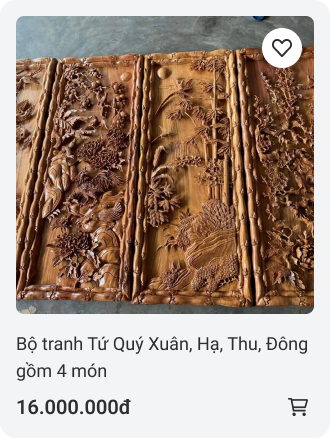 Bộ tranh Tứ Quý Xuân, Hạ, Thu, Đông
gồm 4 món
16.000.000đ